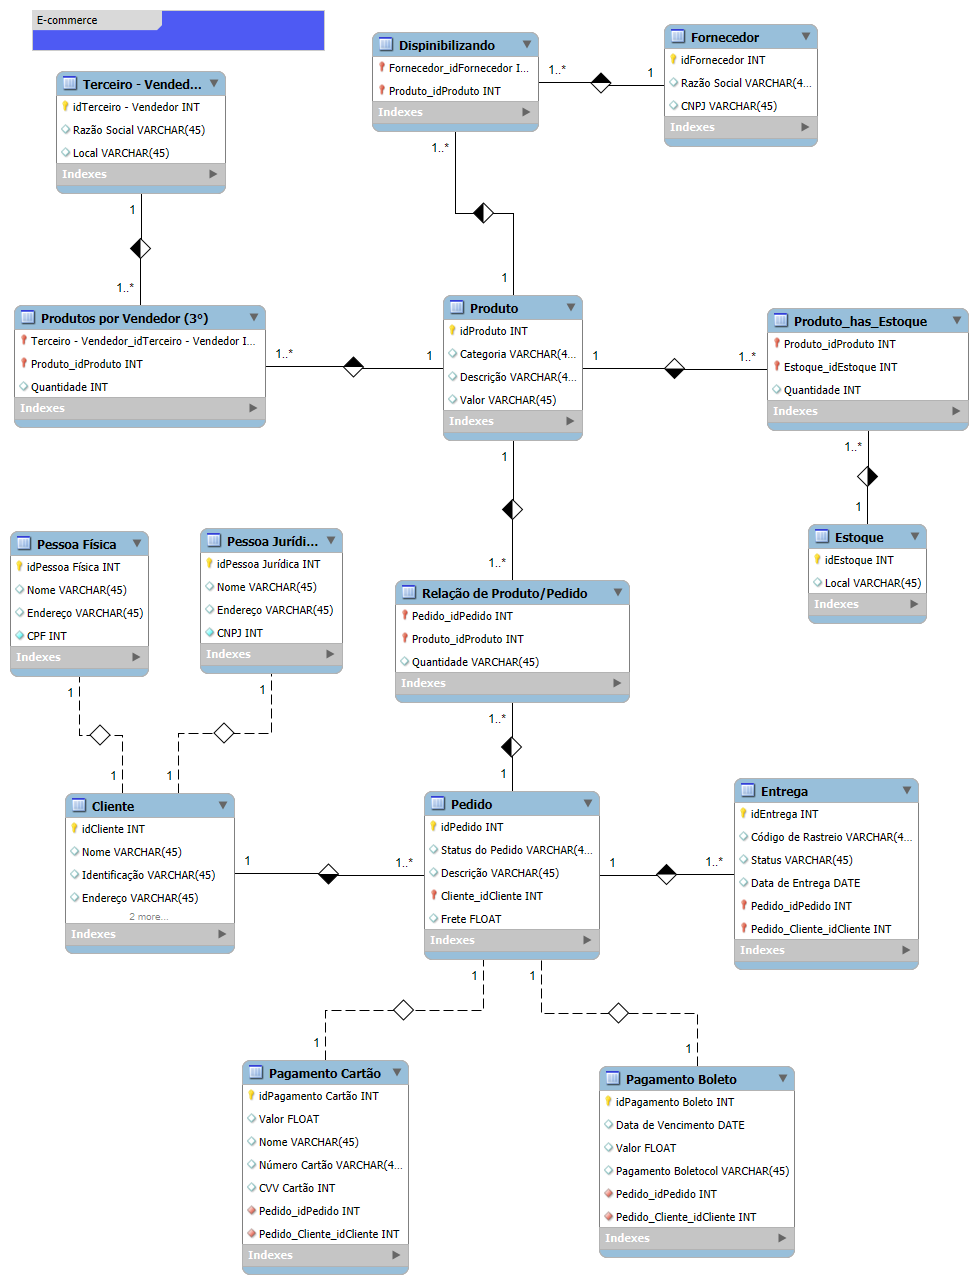 E-commerce
Dispinibilizando
Fornecedor_idFornecedor I...
Produto_idProduto INT
Indexes
1..*
1
Fornecedor
idFornecedor INT
Razão Social VARCHAR(4...
CNPJ VARCHAR(45)
Indexes
Terceiro - Vended...
idTerceiro - Vendedor INT
Razão Social VARCHAR(45)
Local VARCHAR(45)
Indexes
1..*
1
1
1..*
Produtos por Vendedor (3°)
Terceiro - Vendedor_idTerceiro - Vendedor I...
Produto_idProduto INT
Quantidade INT
Indexes
1..*
1
Produto
idProduto INT
Categoria VARCHAR(4...
Descrição VARCHAR(4...
Valor VARCHAR(45)
Indexes
1
1..*
Produto_has_Estoque
Produto_idProduto INT
Estoque_idEstoque INT
Quantidade INT
Indexes
1..*
1
Estoque
idEstoque INT
Local VARCHAR(45)
Indexes
1
1..*
Pessoa Física
idPessoa Física INT
Nome VARCHAR(45)
Endereço VARCHAR(45)
CPF INT
Indexes
Pessoa Jurídi...
idPessoa Jurídica INT
Nome VARCHAR(45)
Endereço VARCHAR(45)
CNPJ INT
Indexes
Relação de Produto/Pedido
Pedido_idPedido INT
Produto_idProduto INT
Quantidade VARCHAR(45)
Indexes
1
1
1
1
1..*
1
Cliente
idCliente INT
Nome VARCHAR(45)
Identificação VARCHAR(45)
Endereço VARCHAR(45)
2 more...
Indexes
1
1..*
Pedido
idPedido INT
Status do Pedido VARCHAR(4...
Descrição VARCHAR(45)
Cliente_idCliente INT
Frete FLOAT
Indexes
1
1..*
Entrega
idEntrega INT
Código de Rastreio VARCHAR(4...
Status VARCHAR(45)
Data de Entrega DATE
Pedido_idPedido INT
Pedido_Cliente_idCliente INT
Indexes
1
1
1
1
Pagamento Cartão
idPagamento Cartão INT
Valor FLOAT
Nome VARCHAR(45)
Número Cartão VARCHAR(4...
CVV Cartão INT
Pedido_idPedido INT
Pedido_Cliente_idCliente INT
Indexes
Pagamento Boleto
idPagamento Boleto INT
Data de Vencimento DATE
Valor FLOAT
Pagamento Boletocol VARCHAR(45)
Pedido_idPedido INT
Pedido_Cliente_idCliente INT
Indexes